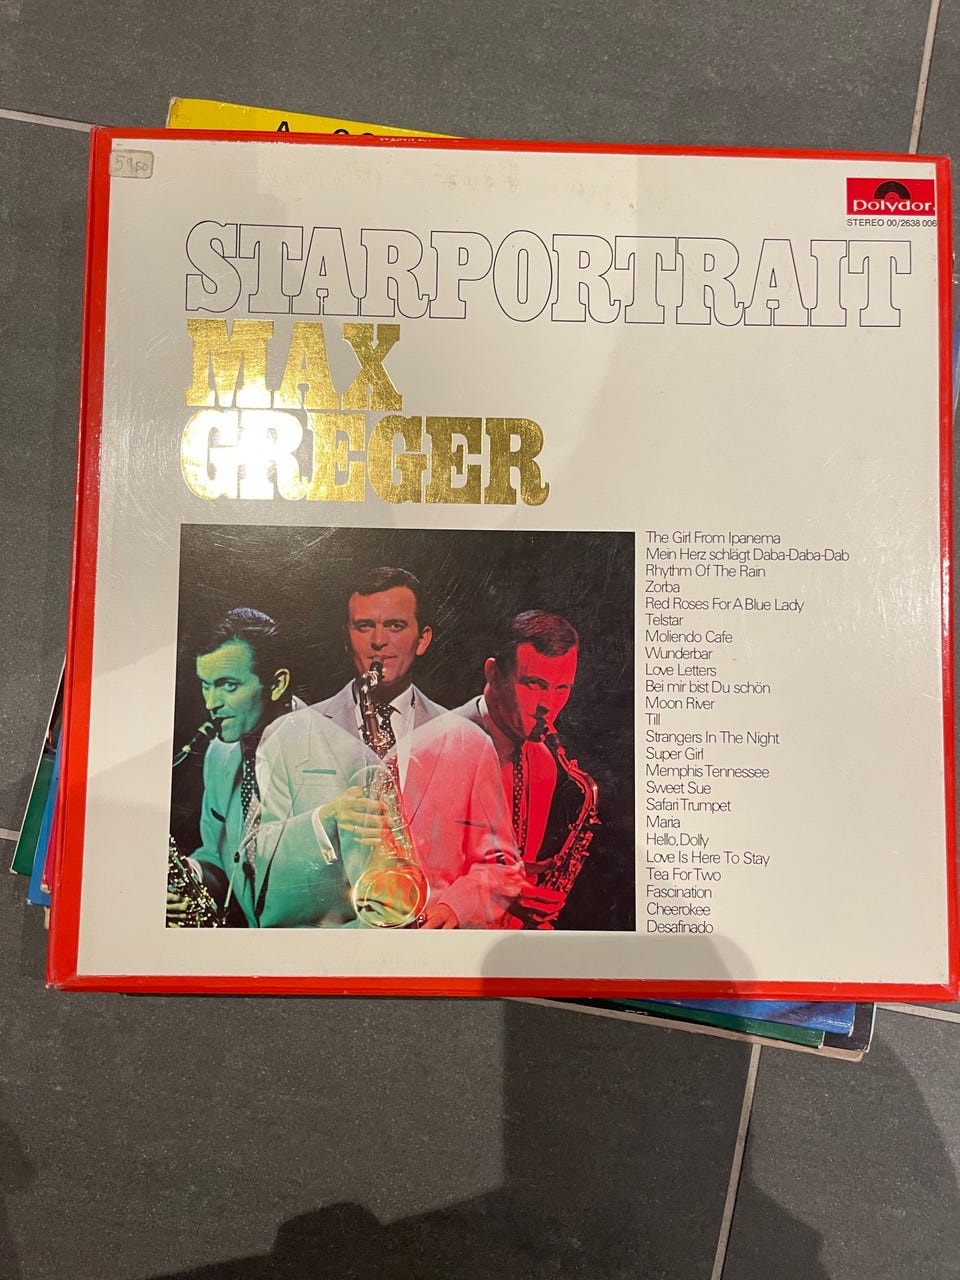 59 80
polydor
STEREO 00/2638 006
STARPORTRAIT
MAX
GREGER
The Girl From Ipanema
Mein Herz schlägt Daba-Daba-Dab
Rhythm Of The Rain
Zorba
Red Roses For A Blue Lady
Telstar
Moliendo Cafe
Wunderbar
Love Letters
Bei mir bist Du schön
Moon River
Till
Strangers In The Night
Super Girl
Memphis Tennessee
Sweet Sue
Safari Trumpet
Maria
Hello, Dolly
Love Is Here To Stay
Tea For Two
Fascination
Cheerokee
Desafinado